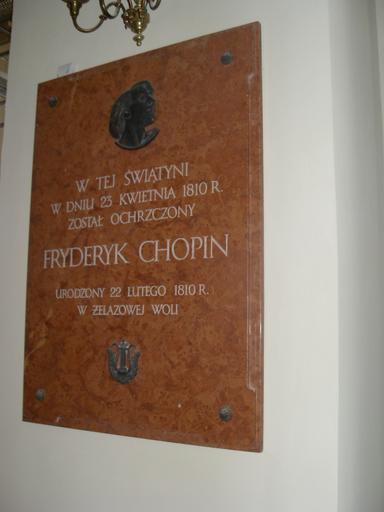 W TEJ ŚWIĄTYNI
W DNIU 23 KWIETNIA 1810 R.
ZOSTAŁ OCHRZCZONY
FRYDERYK CHOPIN
URODZONY 22 LUTEGO 1810 R.
W ŻELAZOWEJ WOLI